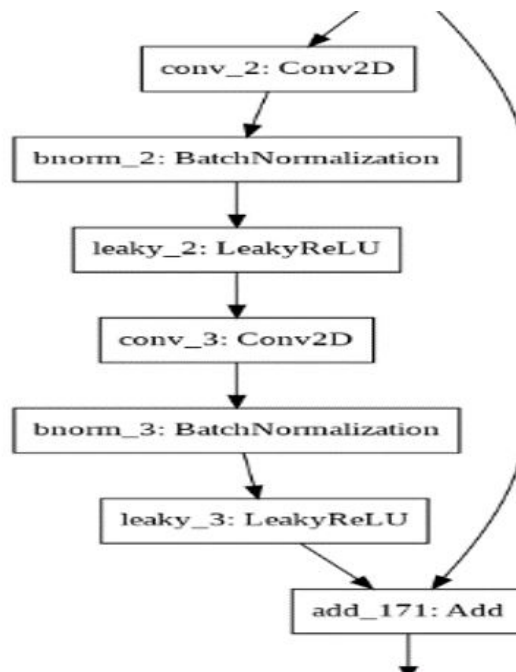 conv_2: Conv2D
bnorm_2: BatchNormalization
leaky_2: LeakyReLU
conv_3: Conv2D
bnorm_3: BatchNormalization
leaky_3: LeakyReLU
add_171: Add